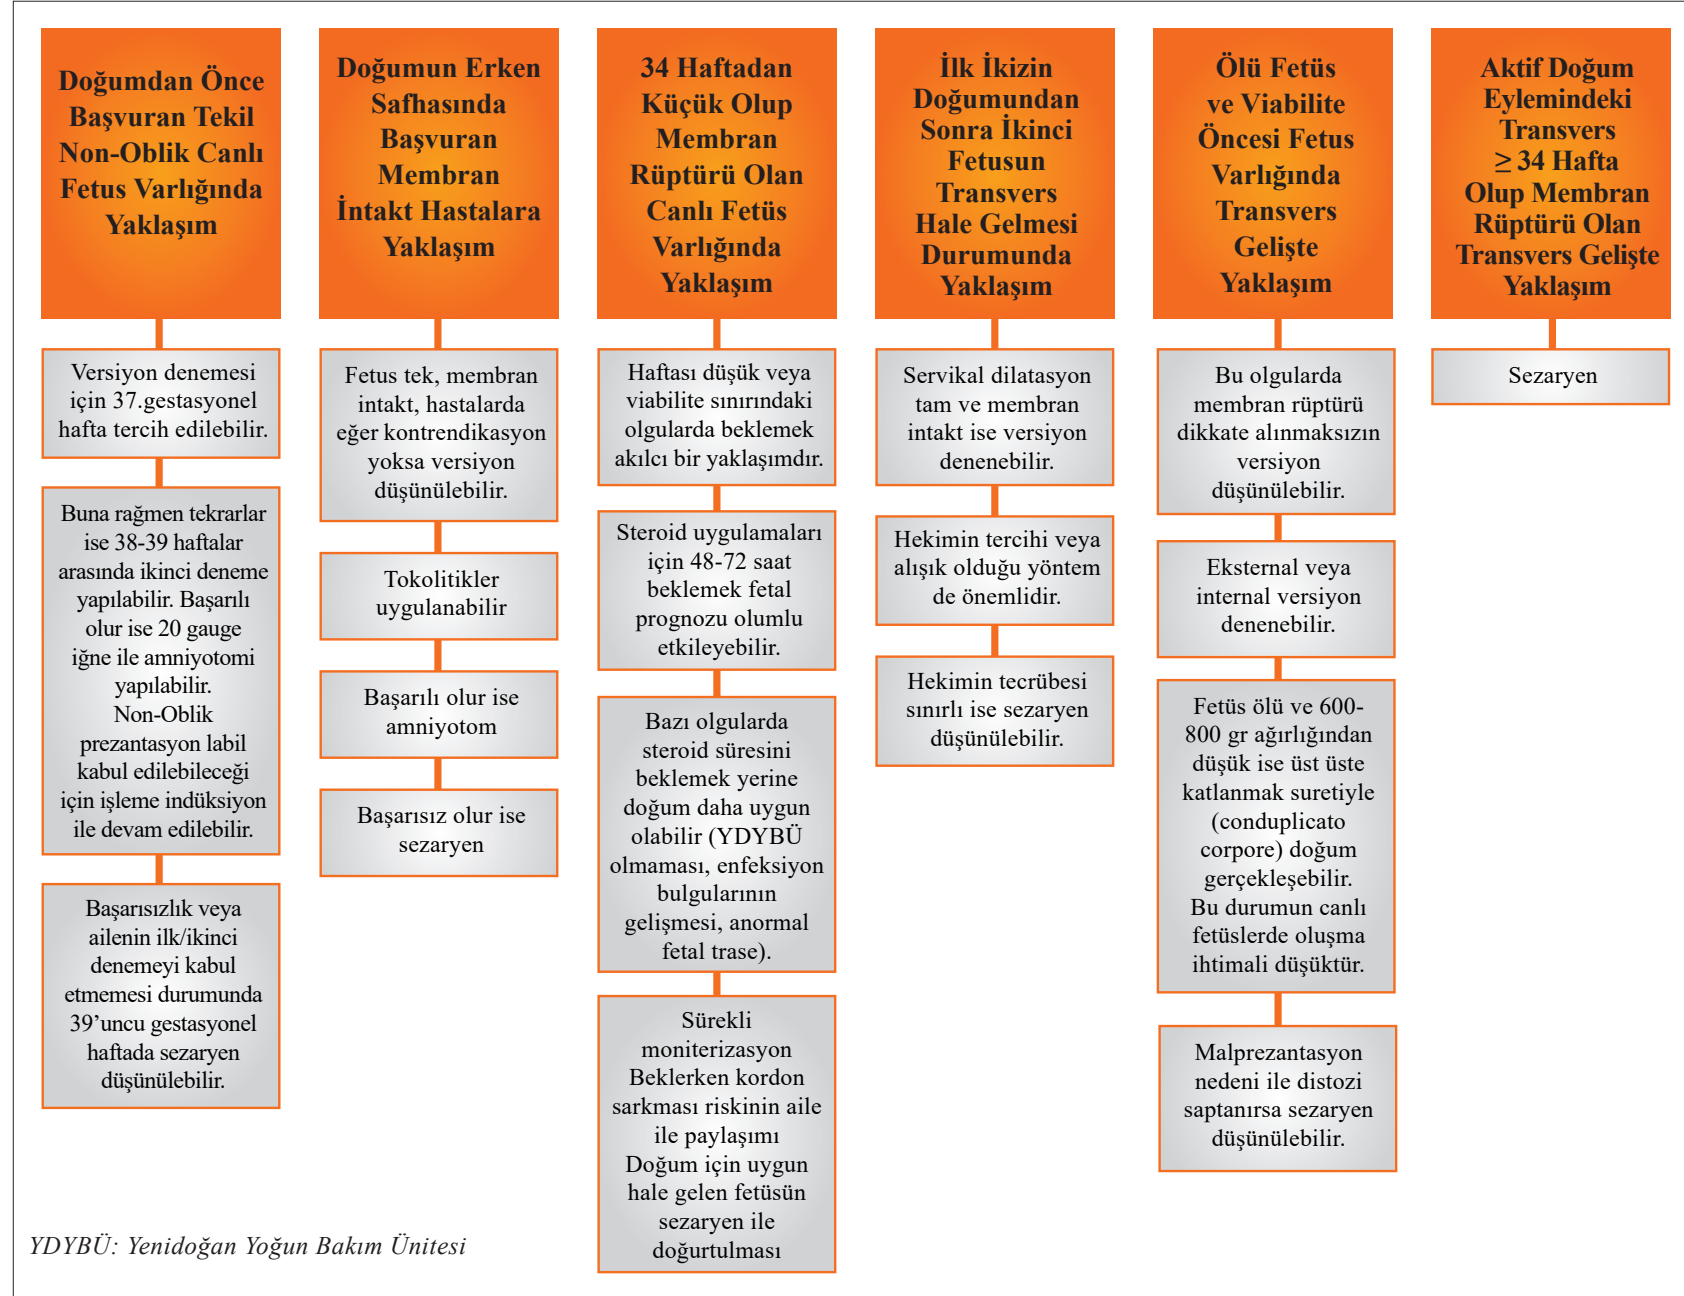 Doğumdan Önce
Başvuran Tekil
Non-Oblik Canlı
Fetus Varlığında
Yaklaşım
Versiyon denemesi
için 37.gestasyonel
hafta tercih edilebilir.
Buna rağmen tekrarlar
ise 38-39 haftalar
arasında ikinci deneme
yapılabilir. Başarılı
olur ise 20 gauge
iğne ile amniyotomi
yapılabilir.
Non-Oblik
prezantasyon labil
kabul edilebileceği
için işleme indüksiyon
ile devam edilebilir.
Başarısızlık veya
ailenin ilk/ikinci
denemeyi kabul
etmemesi durumunda
39’uncu gestasyonel
haftada sezaryen
düşünülebilir.
Doğumun Erken
Safhasında
Başvuran
Membran
İntakt Hastalara
Yaklaşım
Fetus tek, membran
intakt, hastalarda
eğer kontrendikasyon
yoksa versiyon
düşünülebilir.
Tokolitikler
uygulanabilir
Başarılı olur ise
amniyotom
Başarısız olur ise
sezaryen
34 Haftadan
Küçük Olup
Membran
Rüptürü Olan
Canlı Fetüs
Varlığında
Yaklaşım
Haftası düşük veya
viabilite sınırındaki
olgularda beklemek
akılcı bir yaklaşımdır.
Steroid uygulamaları
için 48-72 saat
beklemek fetal
prognozu olumlu
etkileyebilir.
Bazı olgularda
steroid süresini
beklemek yerine
doğum daha uygun
olabilir (YDYBÜ
olmaması, enfeksiyon
bulgularının
gelişmesi, anormal
fetal trase).
Sürekli
moniterizasyon
Beklerken kordon
sarkması riskinin aile
ile paylaşımı
Doğum için uygun
hale gelen fetüsün
sezaryen ile
doğurtulması
İlk İkizin
Doğumundan
Sonra İkinci
Fetusun
Transvers
Hale Gelmesi
Durumunda
Yaklaşım
Servikal dilatasyon
tam ve membran
intakt ise versiyon
denenebilir.
Hekimin tercihi veya
alışık olduğu yöntem
de önemlidir.
Hekimin tecrübesi
sınırlı ise sezaryen
düşünülebilir.
Ölü Fetüs
ve Viabilite
Öncesi Fetus
Varlığında
Transvers
Gelişte
Yaklaşım
Bu olgularda
membran rüptürü
dikkate alınmaksızın
versiyon
düşünülebilir.
Eksternal veya
internal versiyon
denenebilir.
Fetüs ölü ve 600-
800 gr ağırlığından
düşük ise üst üste
katlanmak suretiyle
(conduplicato
corpore) doğum
gerçekleşebilir.
Bu durumun canlı
fetüslerde oluşma
ihtimali düşüktür.
Malprezantasyon
nedeni ile distozi
saptanırsa sezaryen
düşünülebilir.
Aktif Doğum
Eylemindeki
Transvers
≥ 34 Hafta
Olup Membran
Rüptürü Olan
Transvers Gelişte
Yaklaşım
Sezaryen
YDYBÜ: Yenidoğan Yoğun Bakım Ünitesi